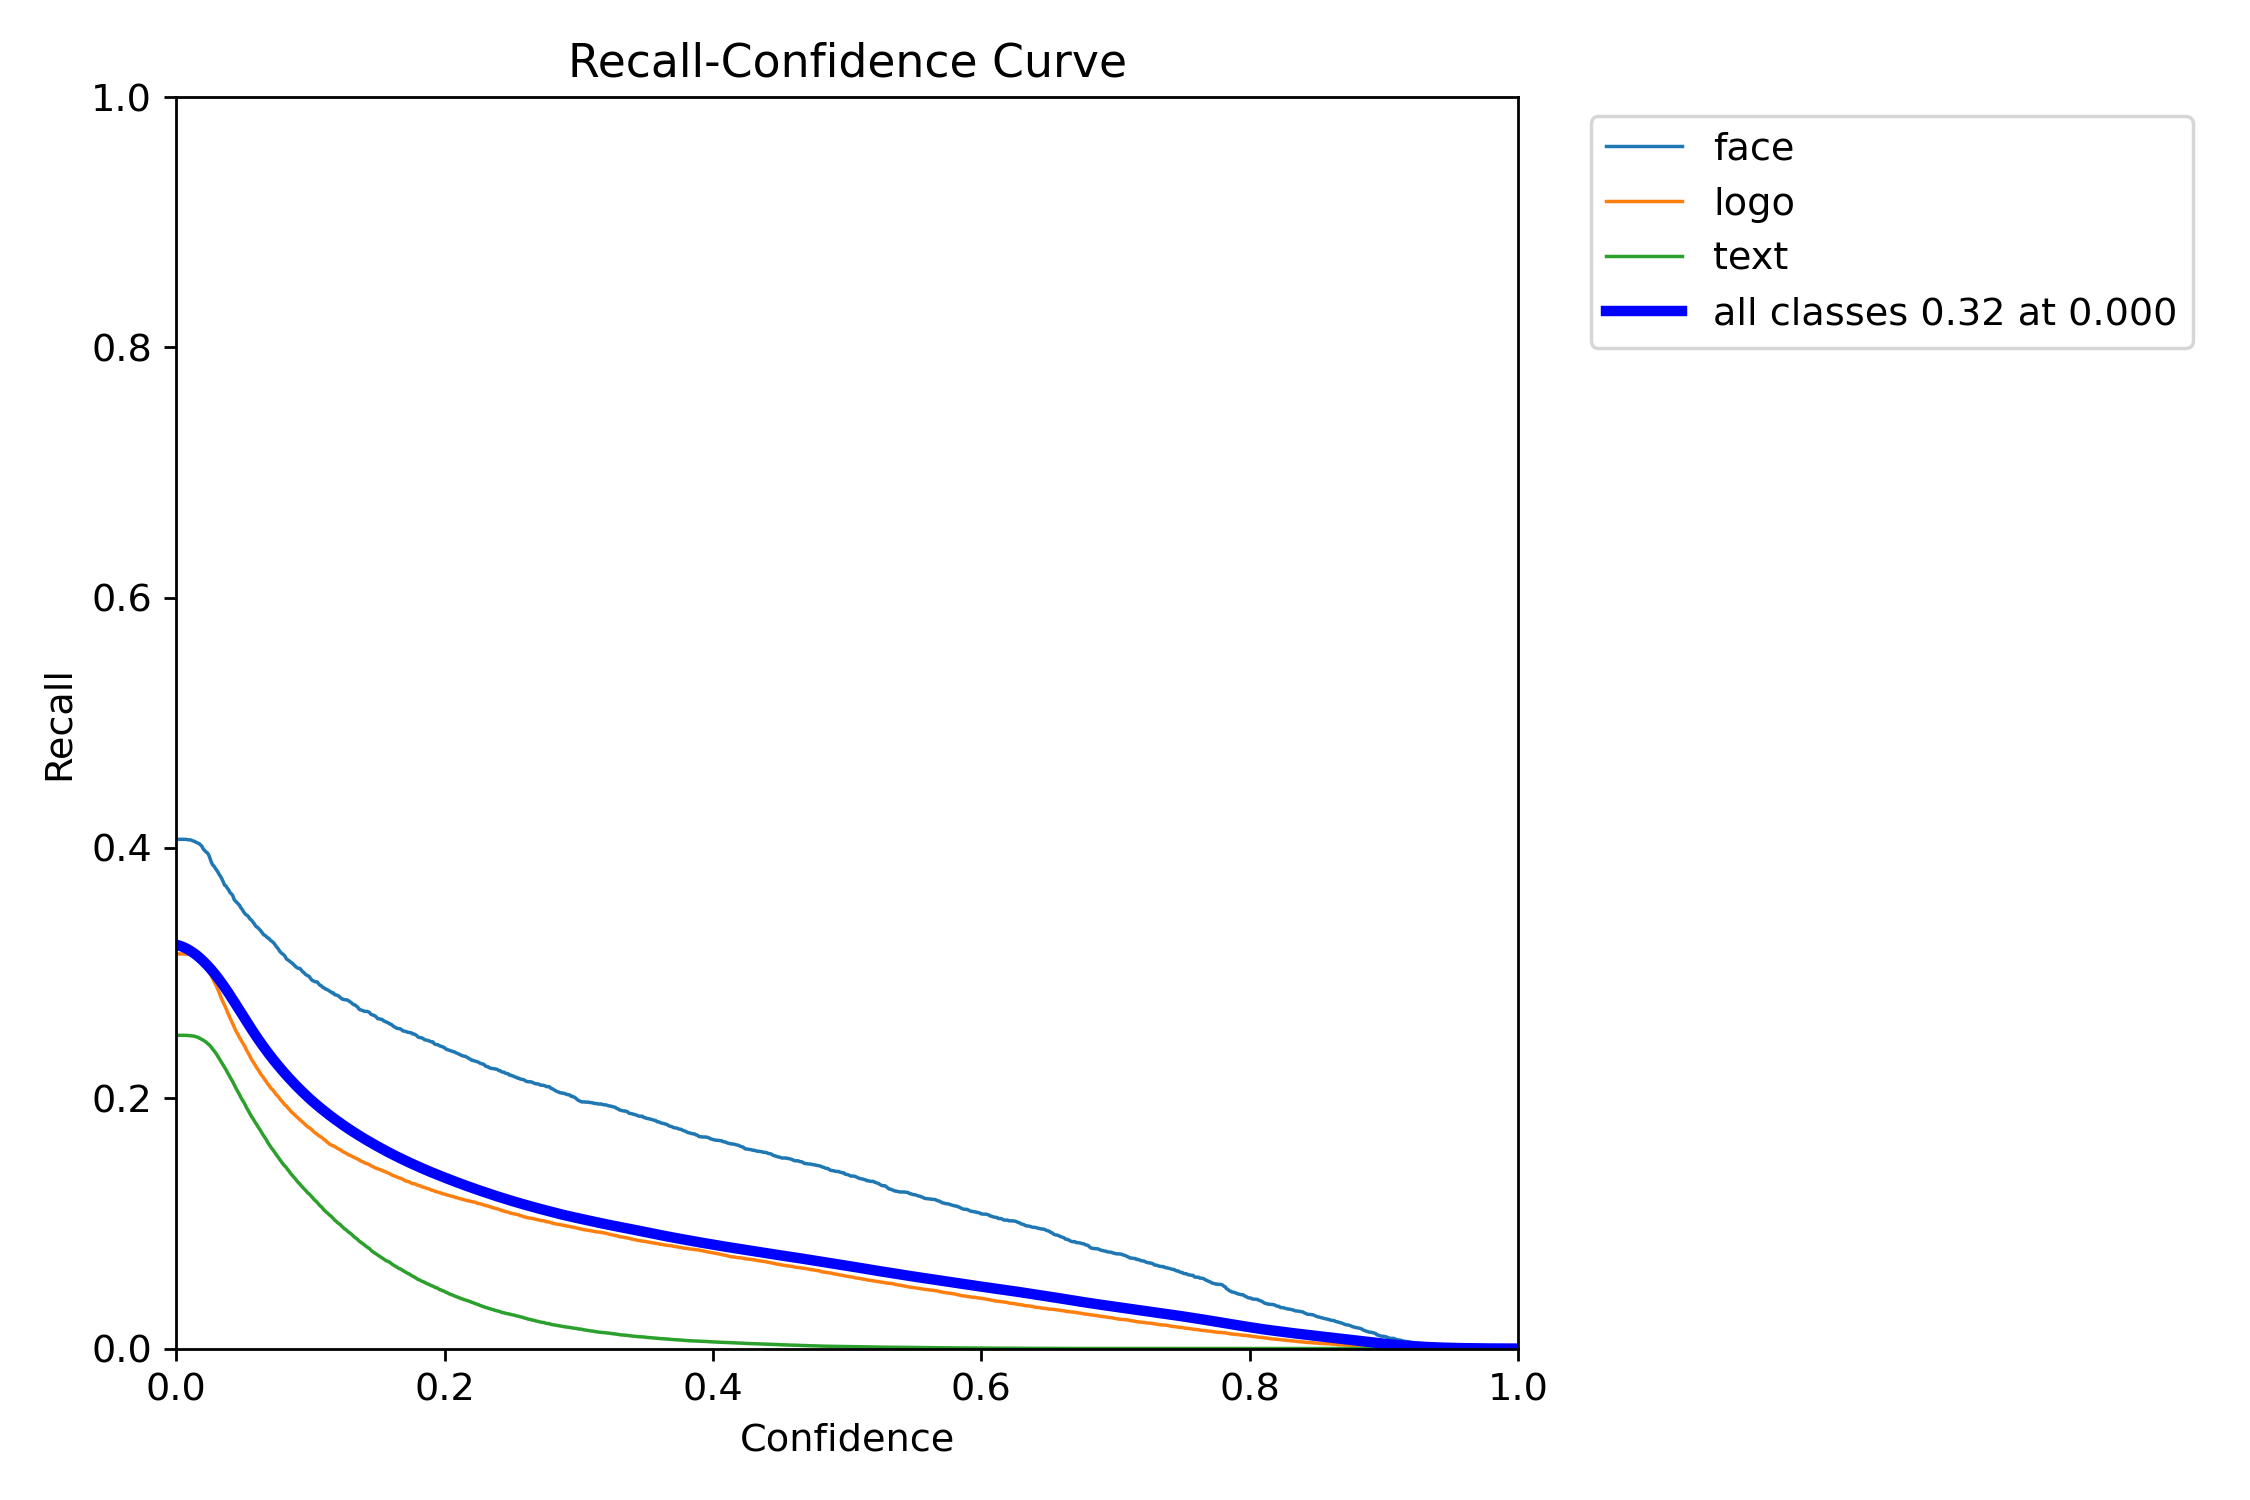 Recall-Confidence Curve
1.0
0.8
0.6
0.4
0.2
0.0
Recall
0.0 0.2 0.4 0.6 0.8 1.0
Confidence
face
logo
text
all classes 0.32 at 0.000